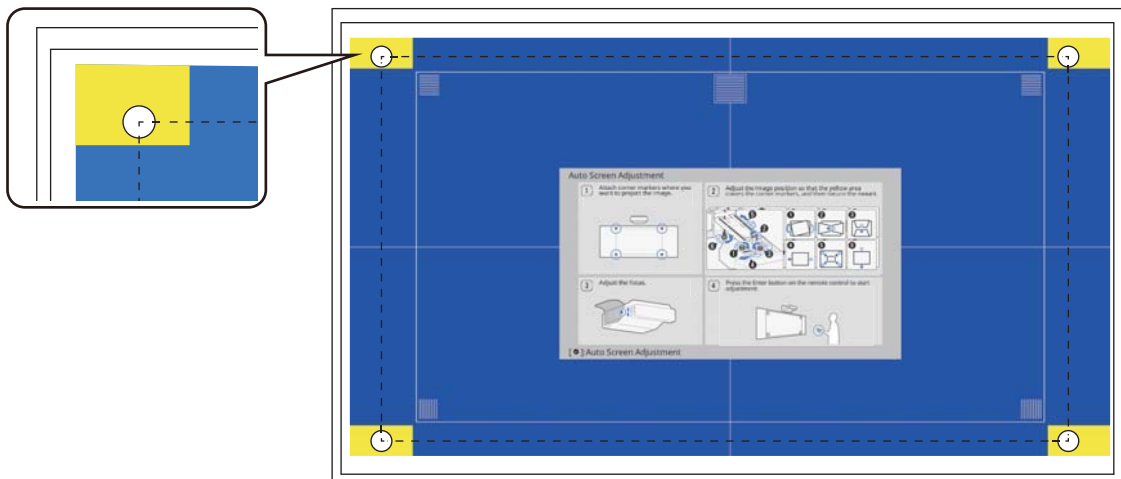 Auto Screen Adjustment
1
Attach corner markers where you
want to project the image.
2
Adjust the image position so that the yellow area
covers the corner markers, and then secure the mount.
3
Adjust the focus.
4
Press the Enter button on the remote control to start
adjustment.
[ ]:Auto Screen Adjustment